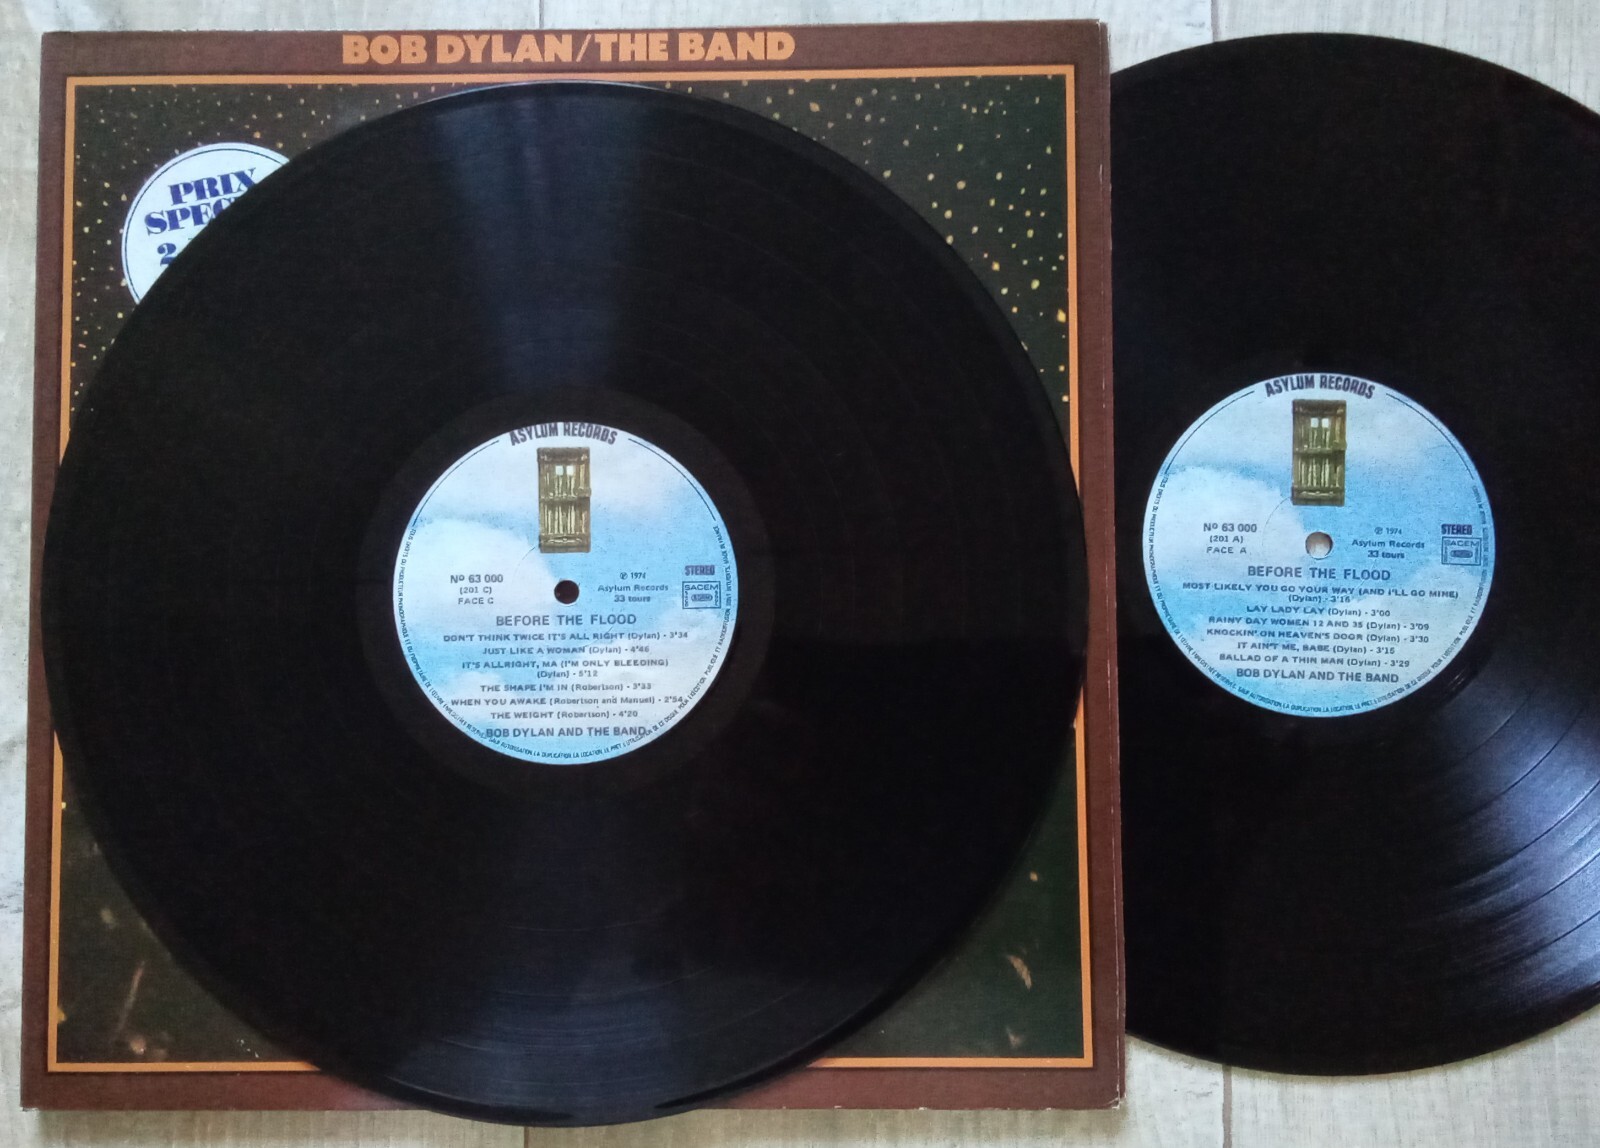 BOB DYLAN/THE BAND
PRIX
ASYLUM RECORDS
Nº 63 000
(201 C)
FACE C
℗ 1974
Asylum Records
33 tours
STEREO
SACEM
BEFORE THE FLOOD
DON'T THINK TWICE IT'S ALL RIGHT (Dylan) - 3'34
JUST LIKE A WOMAN (Dylan) - 4'46
IT'S ALLRIGHT, MA (I'M ONLY BLEEDING)
(Dylan) - 5'12
THE SHAPE I'M IN (Robertson) - 3'33
WHEN YOU AWAKE (Robertson and Manuel) - 2'54
THE WEIGHT (Robertson) - 4'20
BOB DYLAN AND THE BAND
ASYLUM RECORDS
Nº 63 000
(201 A)
FACE A
℗ 1974
Asylum Records
33 tours
STEREO
SACEM
BEFORE THE FLOOD
MOST LIKELY YOU GO YOUR WAY (AND I'LL GO MINE)
(Dylan) - 3'16
LAY LADY LAY (Dylan) - 3'00
RAINY DAY WOMEN 12 AND 35 (Dylan) - 3'09
KNOCKIN' ON HEAVEN'S DOOR (Dylan) - 3'30
IT AIN'T ME, BABE (Dylan) - 3'15
BALLAD OF A THIN MAN (Dylan) - 3'29
BOB DYLAN AND THE BAND